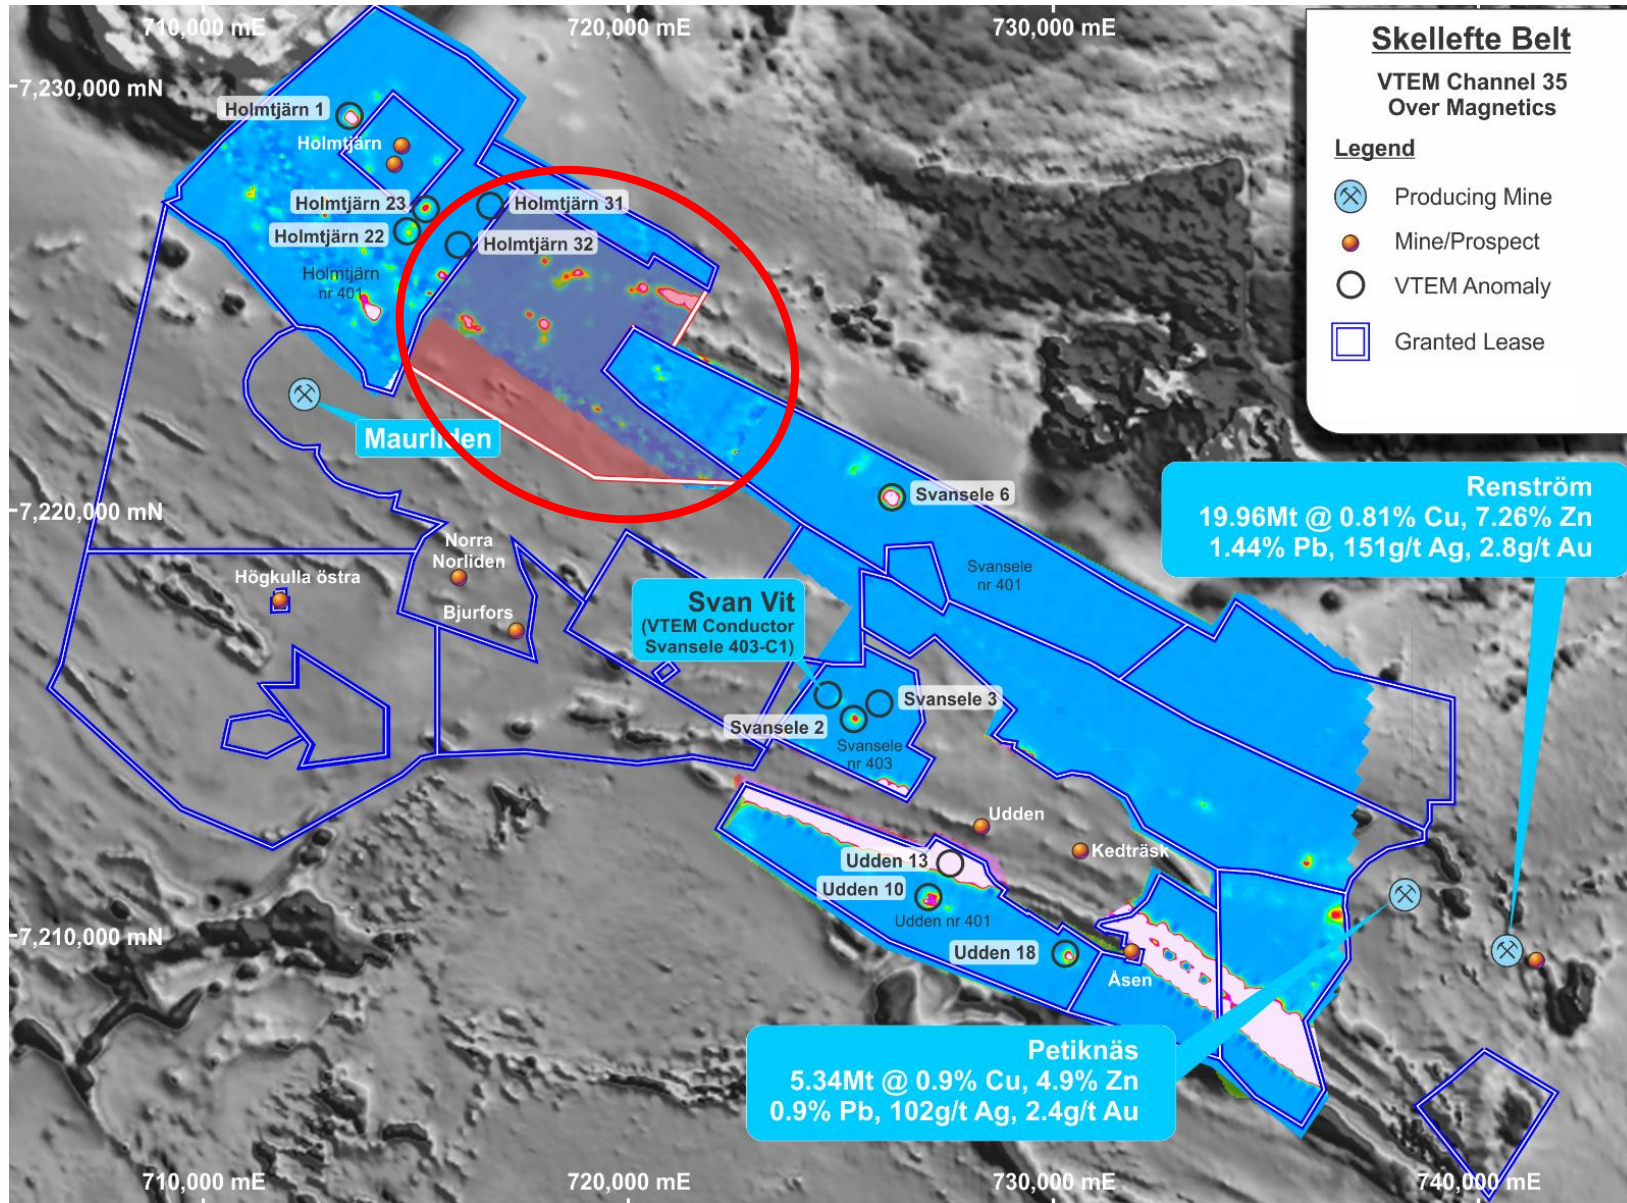 710,000 mE
720,000 mE
730,000 mE
Skellefte Belt
VTEM Channel 35
Over Magnetics
Legend
Producing Mine
Mine/Prospect
VTEM Anomaly
Granted Lease
7,230,000 mN
Holmtjärn 1
Holmtjärn
Holmtjärn 23
Holmtjärn 31
Holmtjärn 22
Holmtjärn 32
Holmtjärn
nr 401
Maurliden
7,220,000 mN
Svansele 6
Renström
19.96Mt @ 0.81% Cu, 7.26% Zn
1.44% Pb, 151g/t Ag, 2.8g/t Au
Norra
Norliden
Högkulla östra
Bjurfors
Svansele
nr 401
Svan Vit
(VTEM Conductor
Svansele 403-C1)
Svansele 3
Svansele 2
Svansele
nr 403
Udden
Kedträsk
Udden 13
Udden 10
Udden nr 401
7,210,000 mN
Udden 18
Åsen
Petiknäs
5.34Mt @ 0.9% Cu, 4.9% Zn
0.9% Pb, 102g/t Ag, 2.4g/t Au
710,000 mE
720,000 mE
730,000 mE
740,000 mE